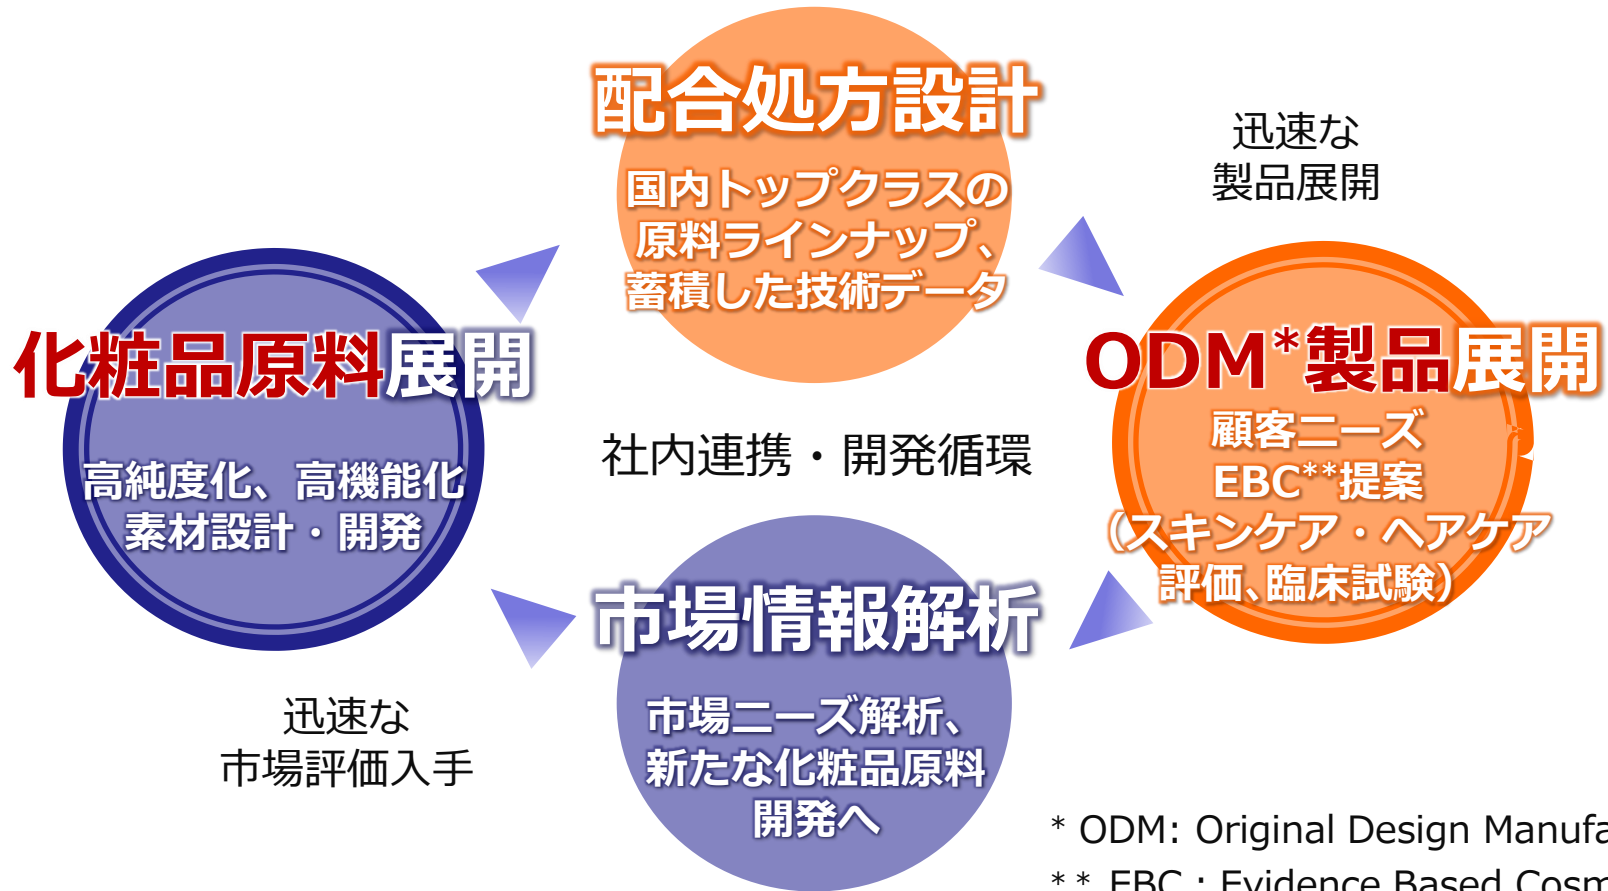 配合処方設計
国内トップクラスの
原料ラインナップ、
蓄積した技術データ
迅速な
製品展開
化粧品原料展開
高純度化、高機能化
素材設計・開発
社内連携・開発循環
ODM*製品展開
顧客ニーズ
EBC**提案
（スキンケア・ヘアケア
評価、臨床試験）
市場情報解析
市場ニーズ解析、
新たな化粧品原料
開発へ
迅速な
市場評価入手
* ODM: Original Design
** EBC : Evidence Based